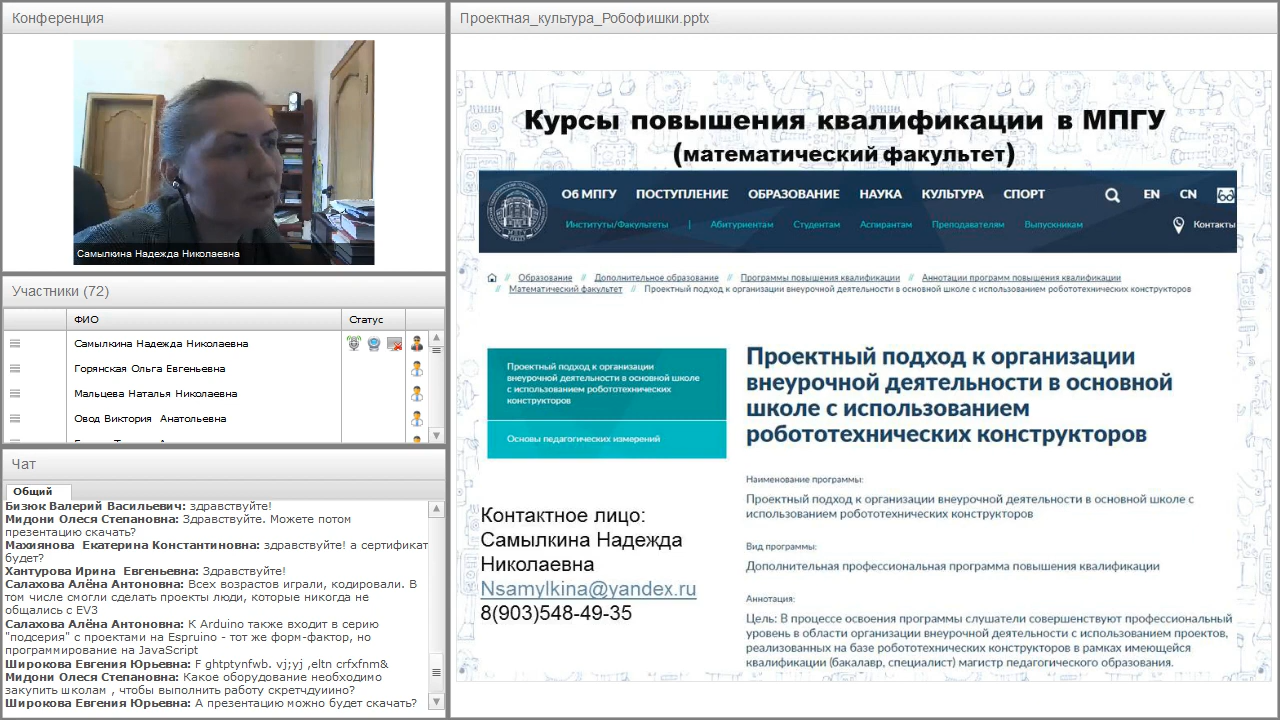 Конференция
Самылкина Надежда Николаевна
Участники (72)
ФИО
Статус
Самылкина Надежда Николаевна
Горянская Ольга Евгеньевна
Мальцева Наталья Николаевна
Овод Виктория Анатольевна
Чат
Общий
Бизюк Валерий Васильевич: здравствуйте!
Мидони Олеся Степановна: Здравствуйте. Можете потом
презентацию скачать?
Махиянова Екатерина Константиновна: здравствуйте! а сертификат
будет?
Хантурова Ирина Евгеньевна: Здравствуйте!
Салахова Алёна Антоновна: Всех возрастов играли, кодировали. В
том числе смогли сделать проекты люди, которые никогда не
общались с EV3
Салахова Алёна Антоновна: К Arduino также входит в серию
"подсерия" с проектами на Espruino - тот же форм-фактор, но
программирование на JavaScript
Широкова Евгения Юрьевна: Г ghtptynfwb. vj;yj ,eltn crfxfnm&
Мидони Олеся Степановна: Какое оборудование необходимо
закупить школам , чтобы выполнить работу скретчдуиино?
Широкова Евгения Юрьевна: А презентацию можно будет скачать?
Проектная_культура_Робофишки.pptx
Курсы повышения квалификации в МПГУ
(математический факультет)
Об МПГУ ПОСТУПЛЕНИЕ ОБРАЗОВАНИЕ НАУКА КУЛЬТУРА СПОРТ EN CN
Институты/Факультеты | Абитуриентам Студентам Аспирантам Преподавателям Выпускникам Контакты
// Образование // Дополнительное образование // Программы повышения квалификации // Аннотации программ повышения квалификации
// Математический факультет // Проектный подход к организации внеурочной деятельности в основной школе с использованием робототехнических конструкторов
Проектный подход к организации
внеурочной деятельности в основной школе
с использованием робототехнических
конструкторов
Основы педагогических измерений
Контактное лицо:
Самылкина Надежда
Николаевна
Nsamylkina@yandex.ru
8(903)548-49-35
Проектный подход к организации
внеурочной деятельности в основной
школе с использованием
робототехнических конструкторов
Наименование программы:
Проектный подход к организации внеурочной деятельности в основной школе с
использованием робототехнических конструкторов
Вид программы:
Дополнительная профессиональная программа повышения квалификации
Аннотация:
Цель: В процессе освоения программы слушатели совершенствуют профессиональный
уровень в области организации внеурочной деятельности с использованием проектов,
реализованных на базе робототехнических конструкторов в рамках имеющейся
квалификации (бакалавр, специалист) магистр педагогического образования.